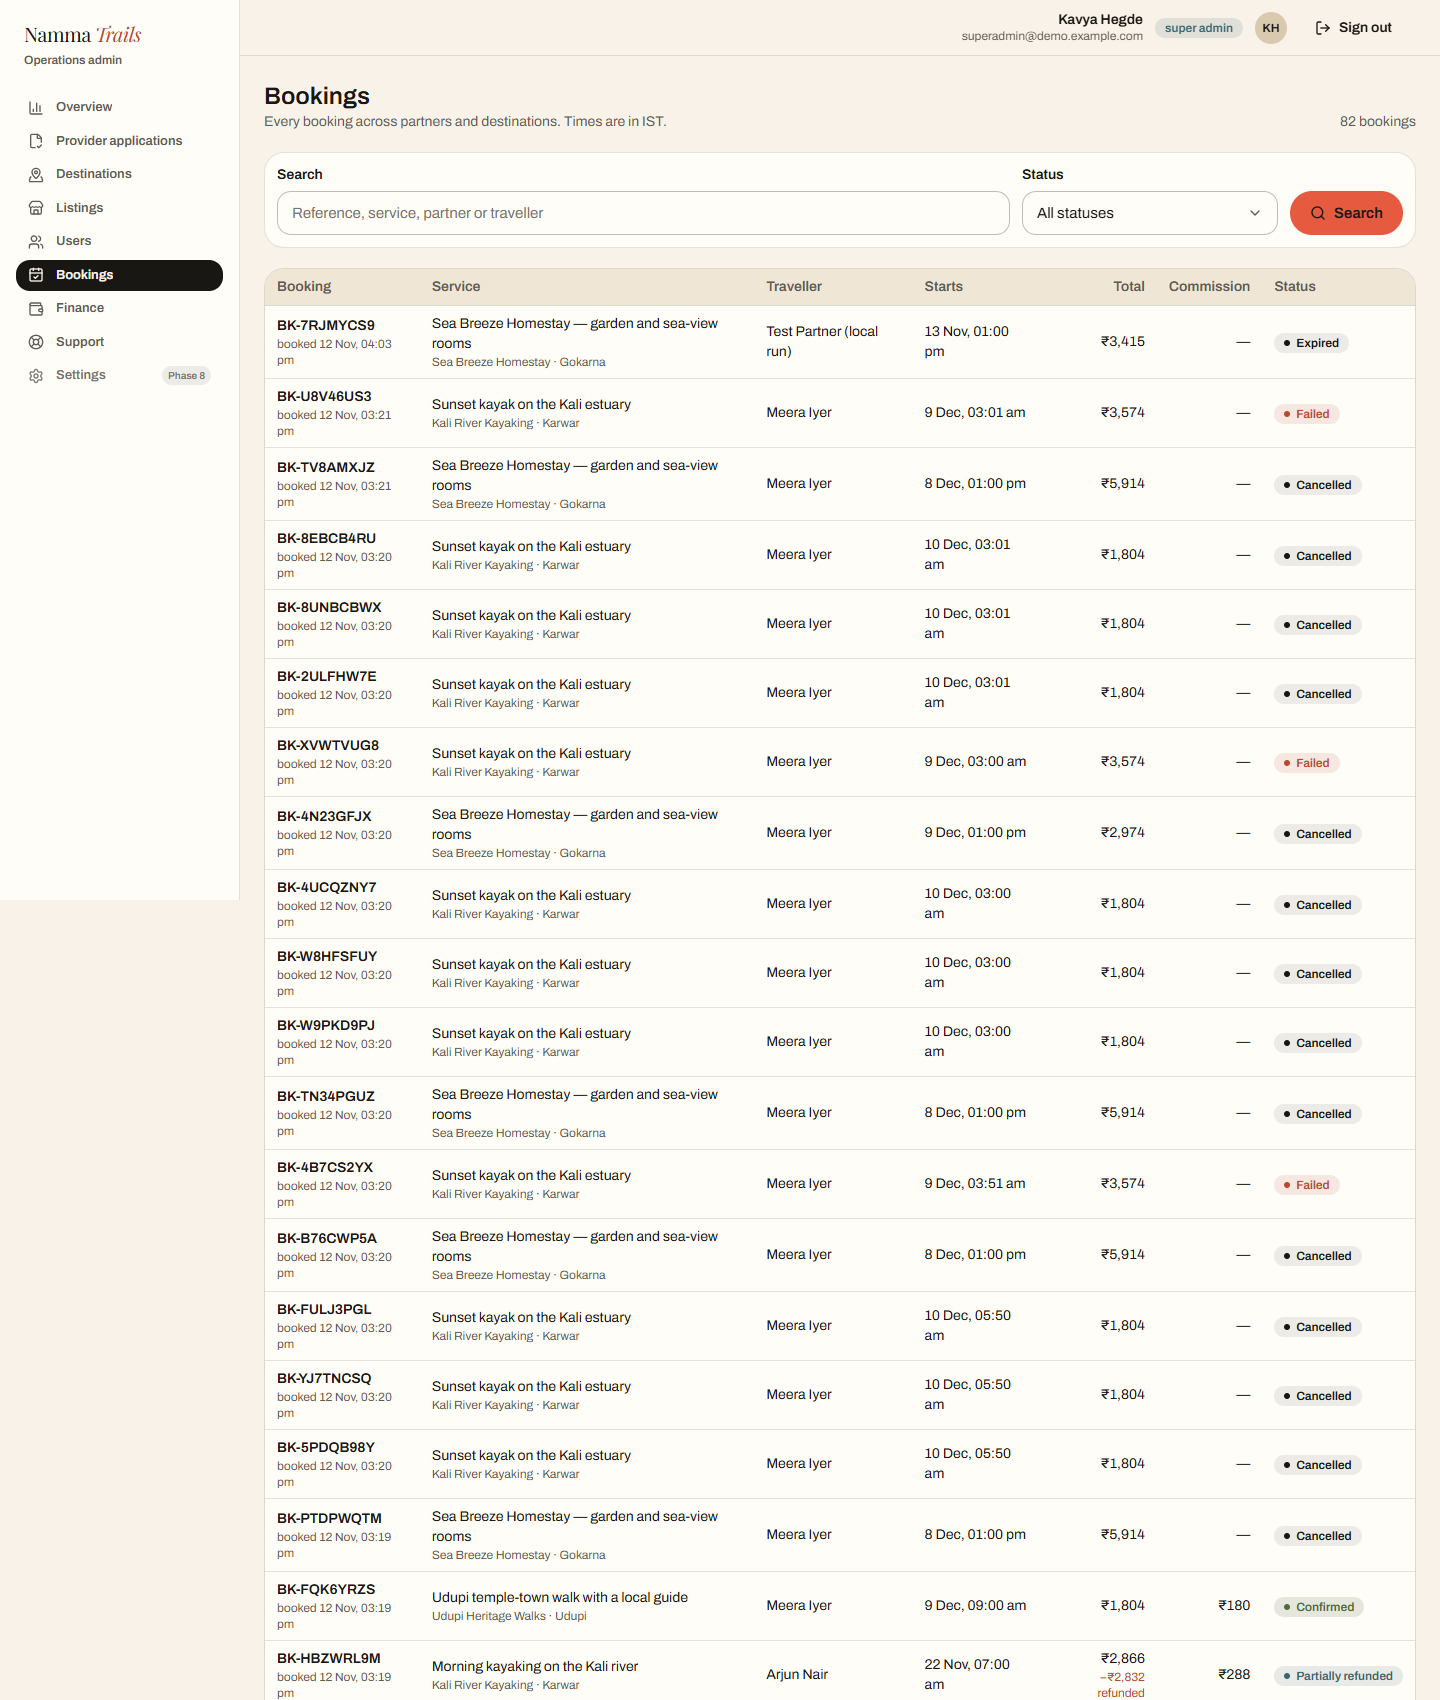 Namma Trails
Operations admin
Overview
Provider applications
Destinations
Listings
Users
Bookings
Finance
Support
Settings Phase 8
Kavya Hegde
superadmin@demo.example.com
super admin
KH
Sign out
Bookings
Every booking across partners and destinations. Times are in IST.
82 bookings
Search
Reference, service, partner or traveller
Status
All statuses
Search
Booking Service Traveller Starts Total Commission Status
BK-7RJMYCS9
booked 12 Nov, 04:03
pm
Sea Breeze Homestay — garden and sea-view
rooms
Sea Breeze Homestay · Gokarna
Test Partner (local
run)
13 Nov, 01:00
pm
₹3,415
—
Expired
BK-U8V46US3
booked 12 Nov, 03:21
pm
Sunset kayak on the Kali estuary
Kali River Kayaking · Karwar
Meera Iyer
9 Dec, 03:01 am
₹3,574
—
Failed
BK-TV8AMXJZ
booked 12 Nov, 03:21
pm
Sea Breeze Homestay — garden and sea-view
rooms
Sea Breeze Homestay · Gokarna
Meera Iyer
8 Dec, 01:00 pm
₹5,914
—
Cancelled
BK-8EBCB4RU
booked 12 Nov, 03:20
pm
Sunset kayak on the Kali estuary
Kali River Kayaking · Karwar
Meera Iyer
10 Dec, 03:01
am
₹1,804
—
Cancelled
BK-8UNBCBWX
booked 12 Nov, 03:20
pm
Sunset kayak on the Kali estuary
Kali River Kayaking · Karwar
Meera Iyer
10 Dec, 03:01
am
₹1,804
—
Cancelled
BK-2ULFHW7E
booked 12 Nov, 03:20
pm
Sunset kayak on the Kali estuary
Kali River Kayaking · Karwar
Meera Iyer
10 Dec, 03:01
am
₹1,804
—
Cancelled
BK-XVWTVUG8
booked 12 Nov, 03:20
pm
Sunset kayak on the Kali estuary
Kali River Kayaking · Karwar
Meera Iyer
9 Dec, 03:00 am
₹3,574
—
Failed
BK-4N23GFJX
booked 12 Nov, 03:20
pm
Sea Breeze Homestay — garden and sea-view
rooms
Sea Breeze Homestay · Gokarna
Meera Iyer
9 Dec, 01:00 pm
₹2,974
—
Cancelled
BK-4UCQZNY7
booked 12 Nov, 03:20
pm
Sunset kayak on the Kali estuary
Kali River Kayaking · Karwar
Meera Iyer
10 Dec, 03:00
am
₹1,804
—
Cancelled
BK-W8HFSFUY
booked 12 Nov, 03:20
pm
Sunset kayak on the Kali estuary
Kali River Kayaking · Karwar
Meera Iyer
10 Dec, 03:00
am
₹1,804
—
Cancelled
BK-W9PKD9PJ
booked 12 Nov, 03:20
pm
Sunset kayak on the Kali estuary
Kali River Kayaking · Karwar
Meera Iyer
10 Dec, 03:00
am
₹1,804
—
Cancelled
BK-TN34PGUZ
booked 12 Nov, 03:20
pm
Sea Breeze Homestay — garden and sea-view
rooms
Sea Breeze Homestay · Gokarna
Meera Iyer
8 Dec, 01:00 pm
₹5,914
—
Cancelled
BK-4B7CS2YX
booked 12 Nov, 03:20
pm
Sunset kayak on the Kali estuary
Kali River Kayaking · Karwar
Meera Iyer
9 Dec, 03:51 am
₹3,574
—
Failed
BK-B76CWP5A
booked 12 Nov, 03:20
pm
Sea Breeze Homestay — garden and sea-view
rooms
Sea Breeze Homestay · Gokarna
Meera Iyer
8 Dec, 01:00 pm
₹5,914
—
Cancelled
BK-FULJ3PGL
booked 12 Nov, 03:20
pm
Sunset kayak on the Kali estuary
Kali River Kayaking · Karwar
Meera Iyer
10 Dec, 05:50
am
₹1,804
—
Cancelled
BK-YJ7TNCSQ
booked 12 Nov, 03:20
pm
Sunset kayak on the Kali estuary
Kali River Kayaking · Karwar
Meera Iyer
10 Dec, 05:50
am
₹1,804
—
Cancelled
BK-5PDQB98Y
booked 12 Nov, 03:20
pm
Sunset kayak on the Kali estuary
Kali River Kayaking · Karwar
Meera Iyer
10 Dec, 05:50
am
₹1,804
—
Cancelled
BK-PTDPWQTM
booked 12 Nov, 03:19
pm
Sea Breeze Homestay — garden and sea-view
rooms
Sea Breeze Homestay · Gokarna
Meera Iyer
8 Dec, 01:00 pm
₹5,914
—
Cancelled
BK-FQK6YRZS
booked 12 Nov, 03:19
pm
Udupi temple-town walk with a local guide
Udupi Heritage Walks · Udupi
Meera Iyer
9 Dec, 09:00 am
₹1,804
₹180
Confirmed
BK-HBZWRL9M
booked 12 Nov, 03:19
pm
Morning kayaking on the Kali river
Kali River Kayaking · Karwar
Arjun Nair
22 Nov, 07:00
am
₹2,866
−₹2,832
refunded
₹288
Partially refunded